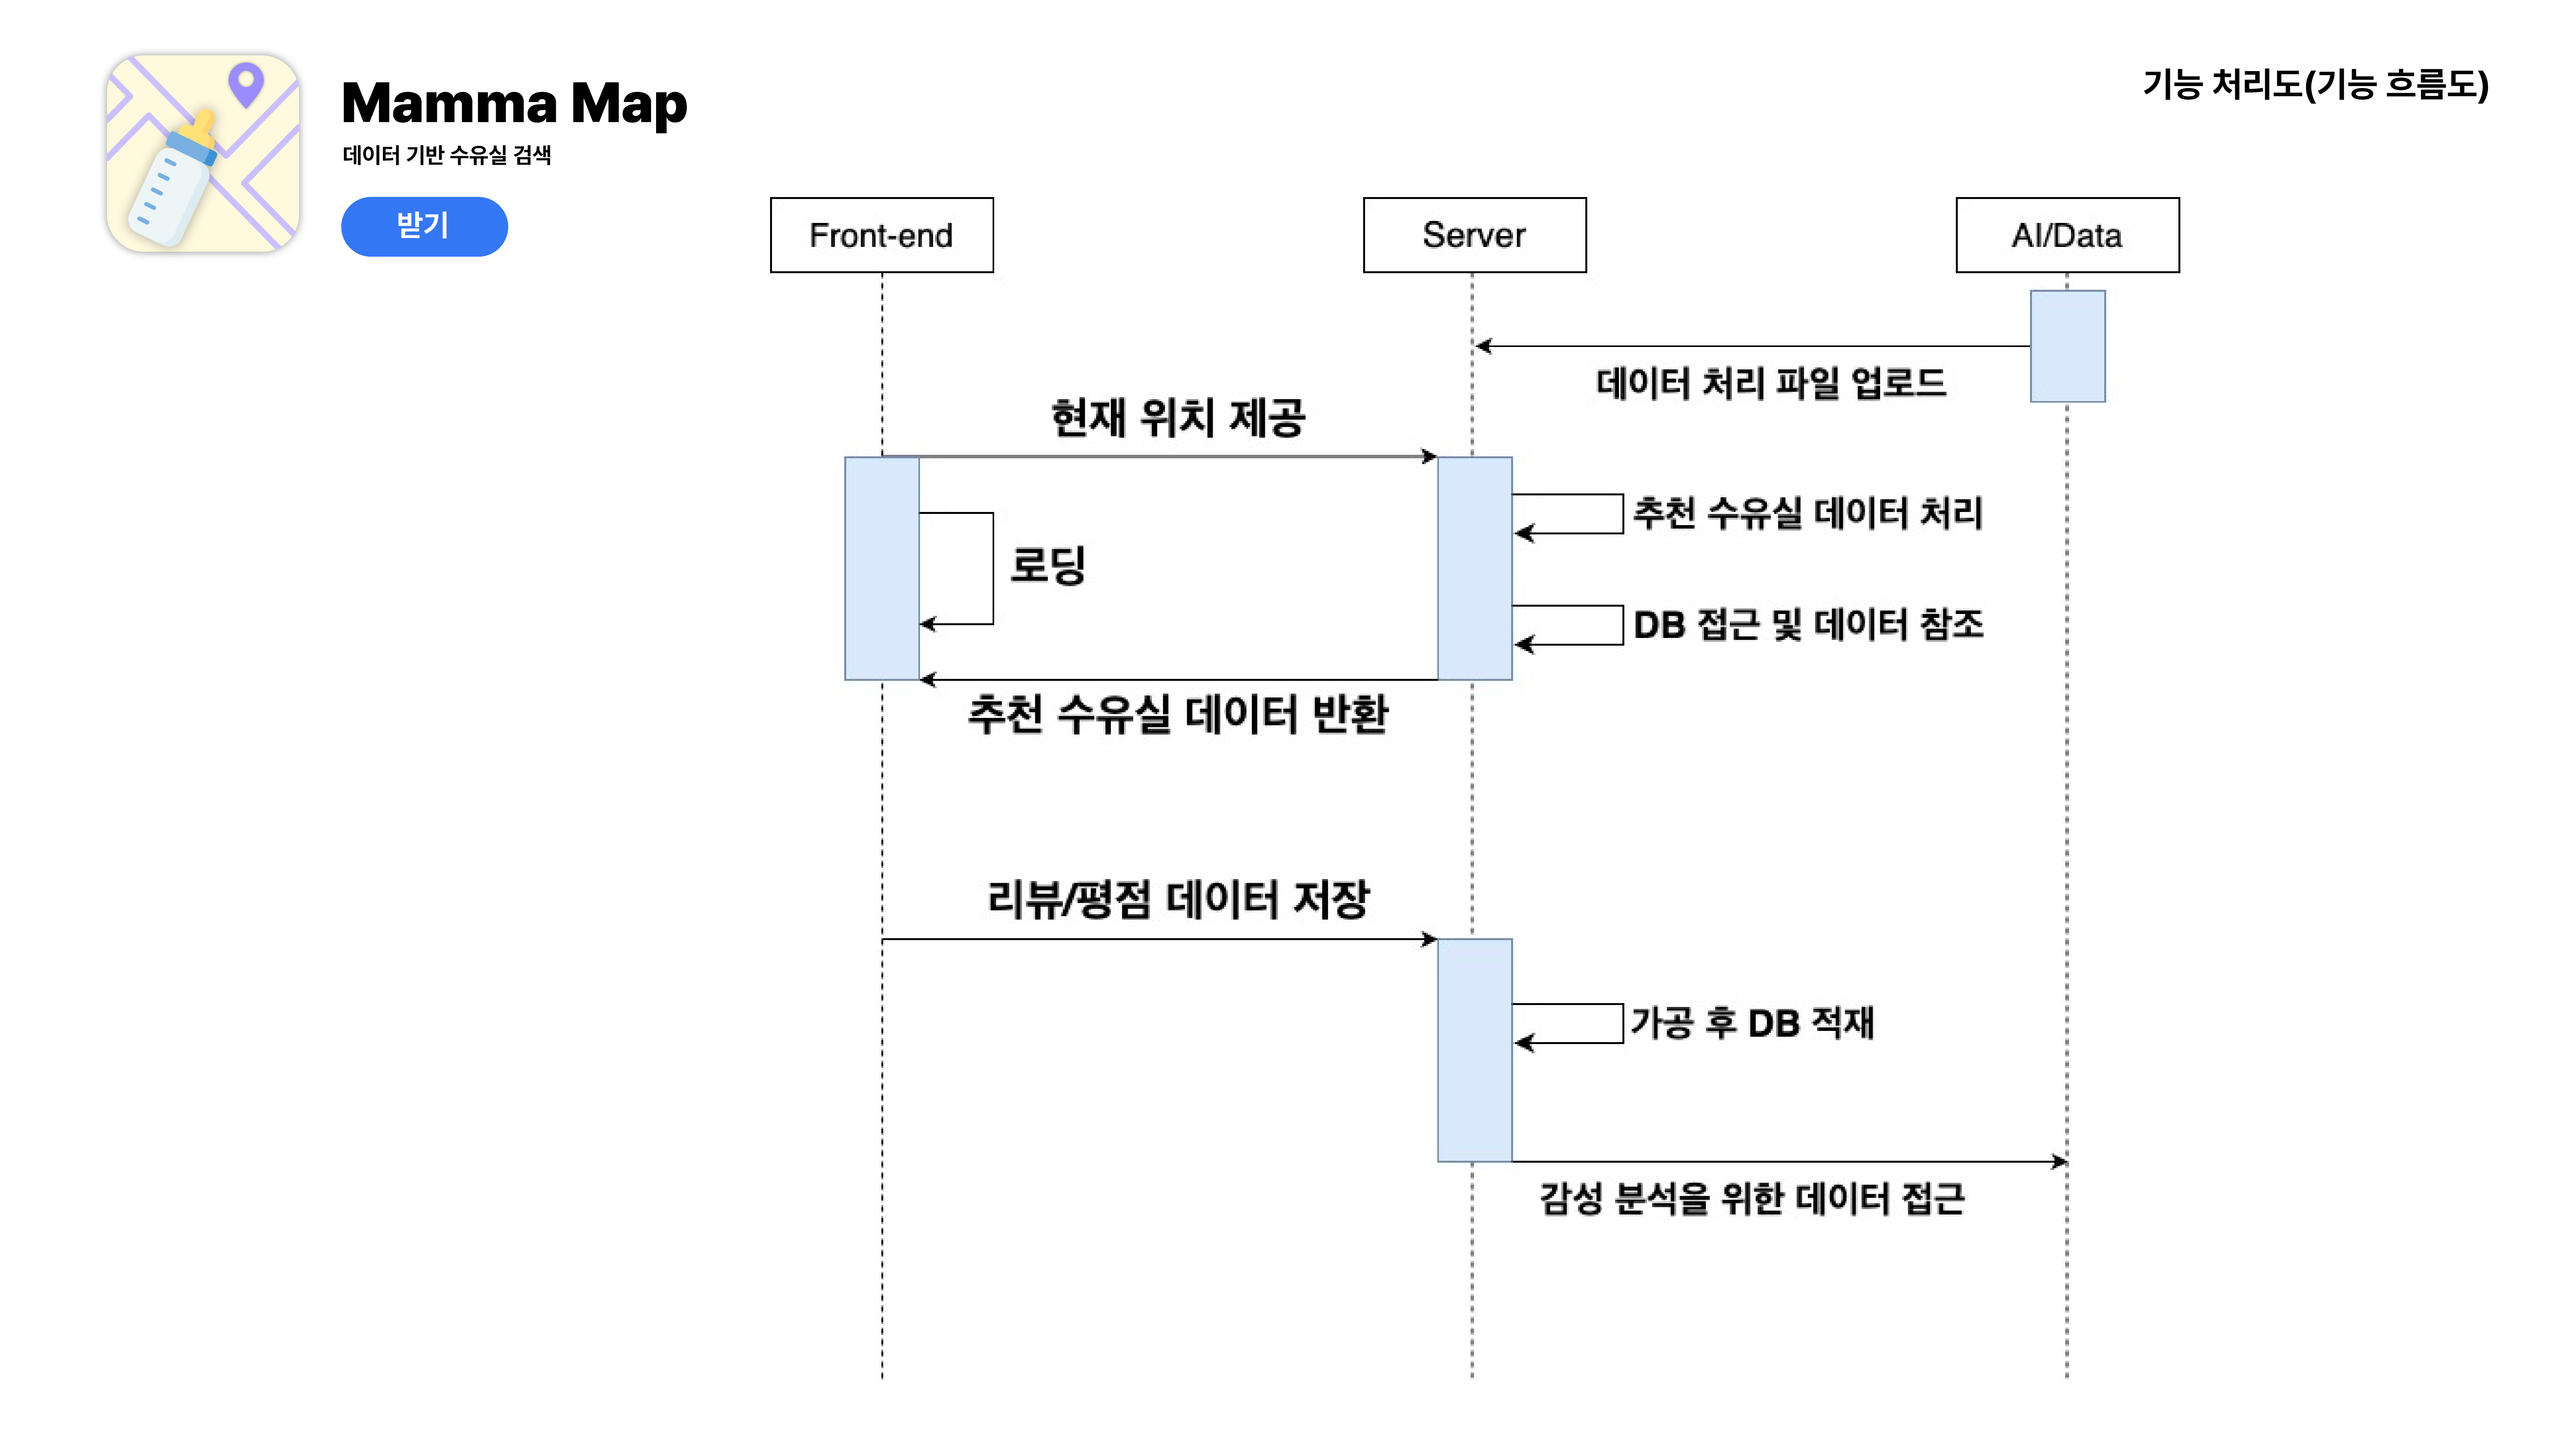 Mamma Map
데이터 기반 수유실 검색
받기
기능 처리도(기능 흐름도)
Front-end
Server
AI/Data
데이터 처리 파일 업로드
현재 위치 제공
추천 수유실 데이터 처리
로딩
DB 접근 및 데이터 참조
추천 수유실 데이터 반환
리뷰/평점 데이터 저장
가공 후 DB 적재
감성 분석을 위한 데이터 접근